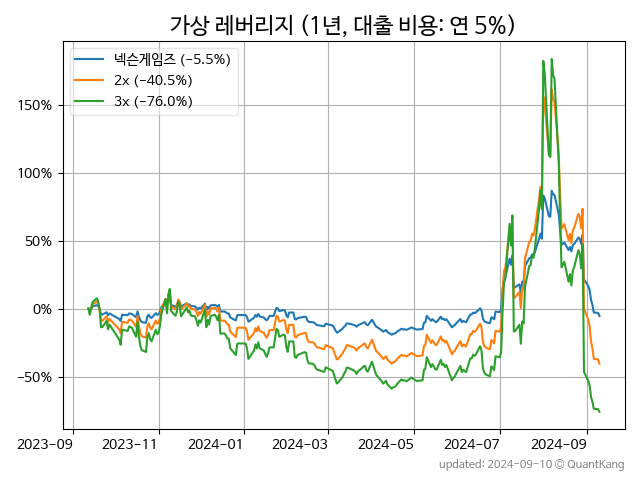 가상 레버리지 (1년, 대출 비용: 연 5%)
넥슨게임즈 (−5.5%)
2x (−40.5%)
3x (−76.0%)
150%
100%
50%
0%
−50%
2023-09 2023-11 2024-01 2024-03 2024-05 2024-07 2024-09
updated: 2024-09-10 © QuantKang